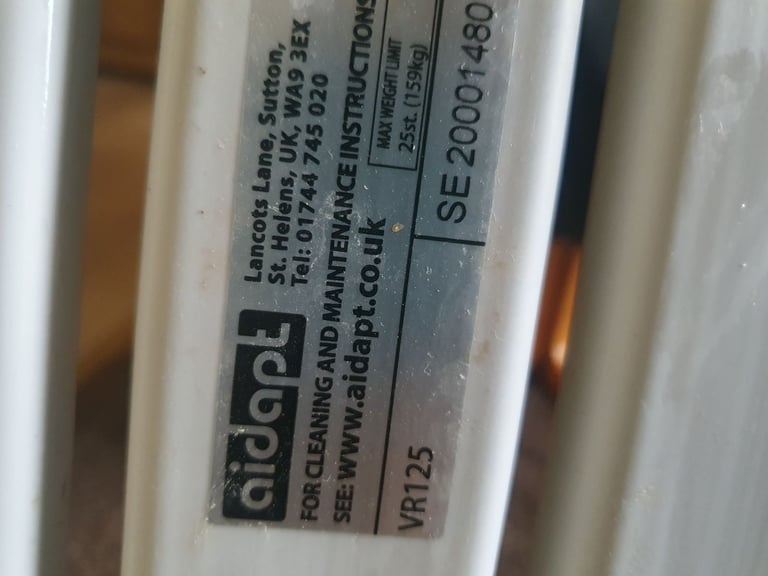 aidapt
Lancots Lane, Sutton,
St. Helens, UK, WA9 3EX
Tel: 01744 745 020
FOR CLEANING AND MAINTENANCE INSTRUCTIONS
SEE: www.aidapt.co.uk
MAX WEIGHT LIMIT
25st. (159kg)
VR125
SE 20001480